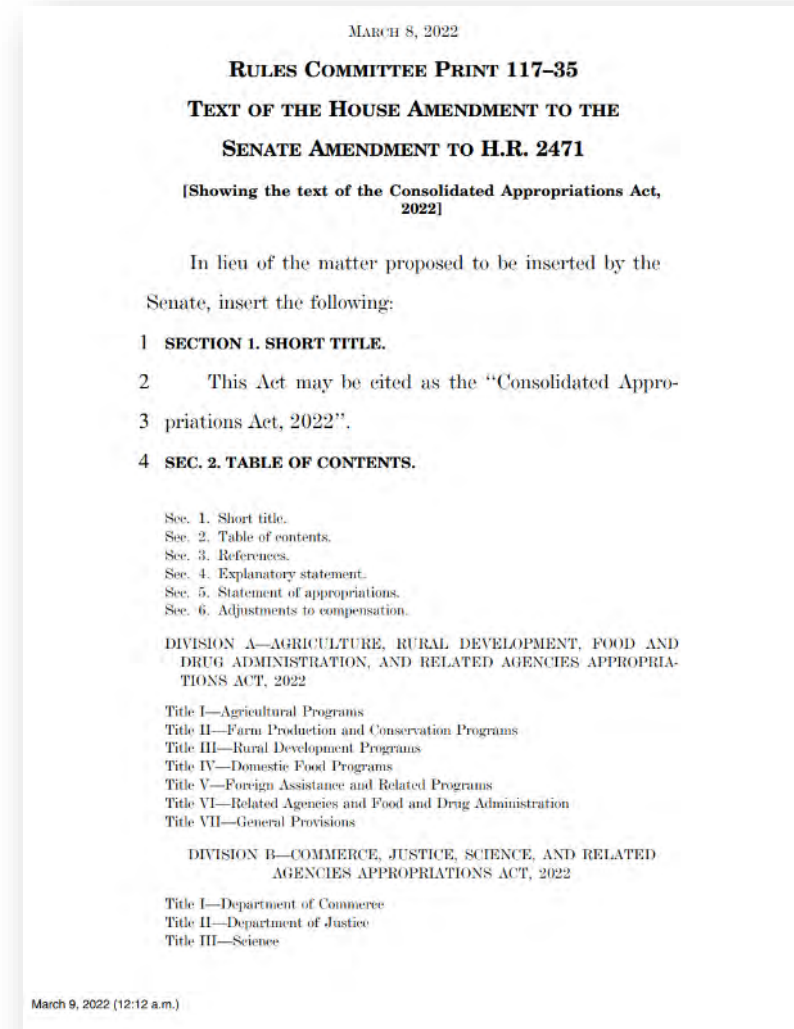 MARCH 8, 2022
RULES COMMITTEE PRINT 117–35
TEXT OF THE HOUSE AMENDMENT TO THE
SENATE AMENDMENT TO H.R. 2471
[Showing the text of the Consolidated Appropriations Act,
2022]
In lieu of the matter proposed to be inserted by the
Senate, insert the following:
1 SECTION 1. SHORT TITLE.
2 This Act may be cited as the ‘‘Consolidated Appro-
3 priations Act, 2022’’.
4 SEC. 2. TABLE OF CONTENTS.
Sec. 1. Short title.
Sec. 2. Table of contents.
Sec. 3. References.
Sec. 4. Explanatory statement.
Sec. 5. Statement of appropriations.
Sec. 6. Adjustments to compensation.
DIVISION A—AGRICULTURE, RURAL DEVELOPMENT, FOOD AND
DRUG ADMINISTRATION, AND RELATED AGENCIES APPROPRIA-
TIONS ACT, 2022
Title I—Agricultural Programs
Title II—Farm Production and Conservation Programs
Title III—Rural Development Programs
Title IV—Domestic Food Programs
Title V—Foreign Assistance and Related Programs
Title VI—Related Agencies and Food and Drug Administration
Title VII—General Provisions
DIVISION B—COMMERCE, JUSTICE, SCIENCE, AND RELATED
AGENCIES APPROPRIATIONS ACT, 2022
Title I—Department of Commerce
Title II—Department of Justice
Title III—Science
March 9, 2022 (12:12 a.m.)